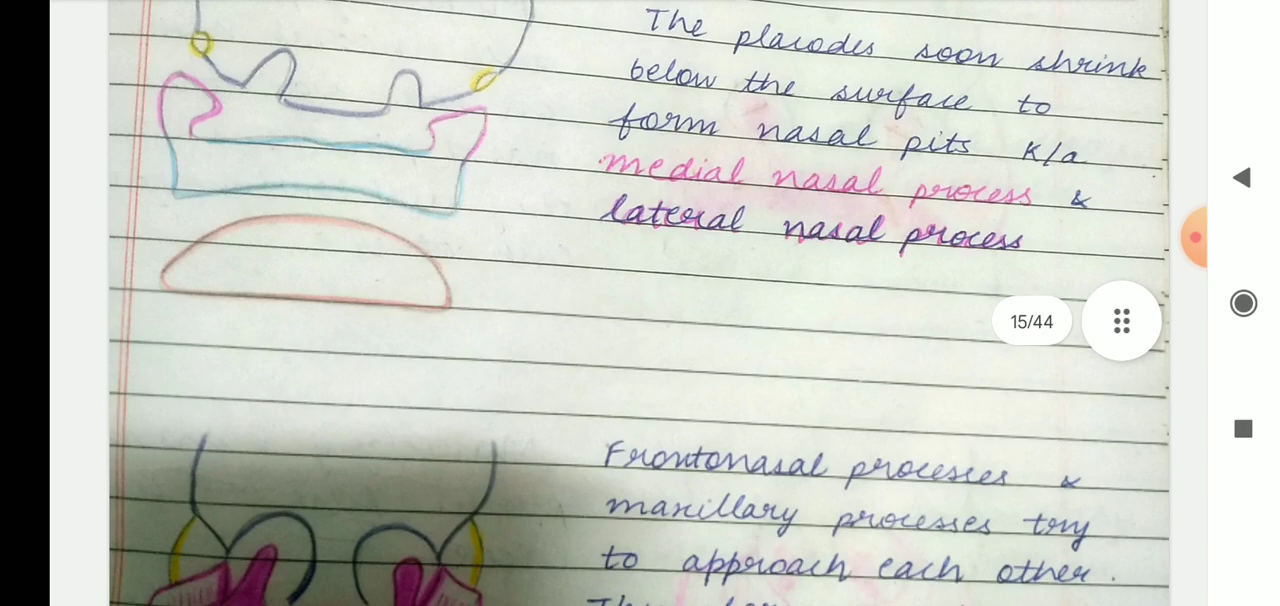 The placodes soon shrink
below the surface to
form nasal pits K/a
medial nasal process &
lateral nasal process
15/44
Frontonasal processes &
maxillary processes try
to approach each other.